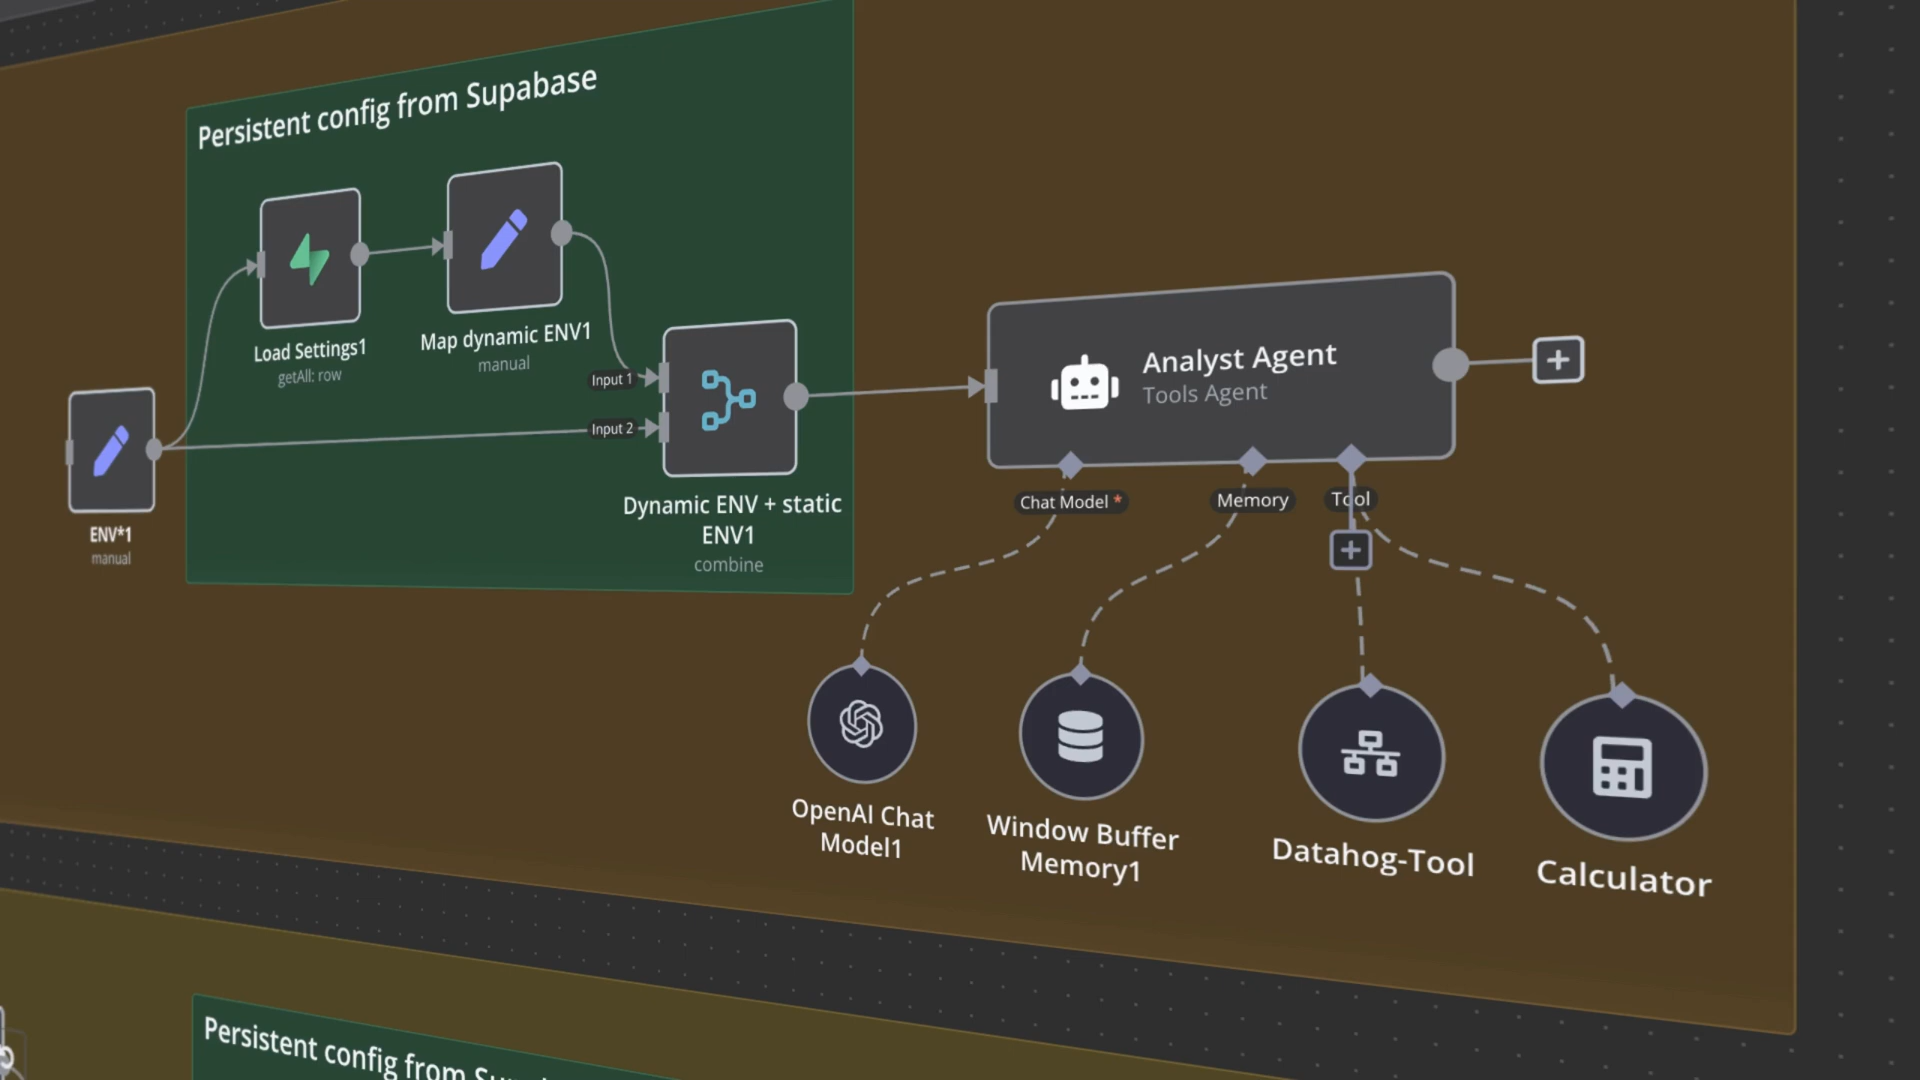 Persistent config from Supabase
Load Settings1
getAll: row
Map dynamic ENV1
manual
Input 1
Input 2
ENV*1
manual
Dynamic ENV + static
ENV1
combine
Analyst Agent
Tools Agent
Chat Model *
Memory
Tool
OpenAI Chat
Model1
Window Buffer
Memory1
Datahog-Tool
Calculator
Persistent config from